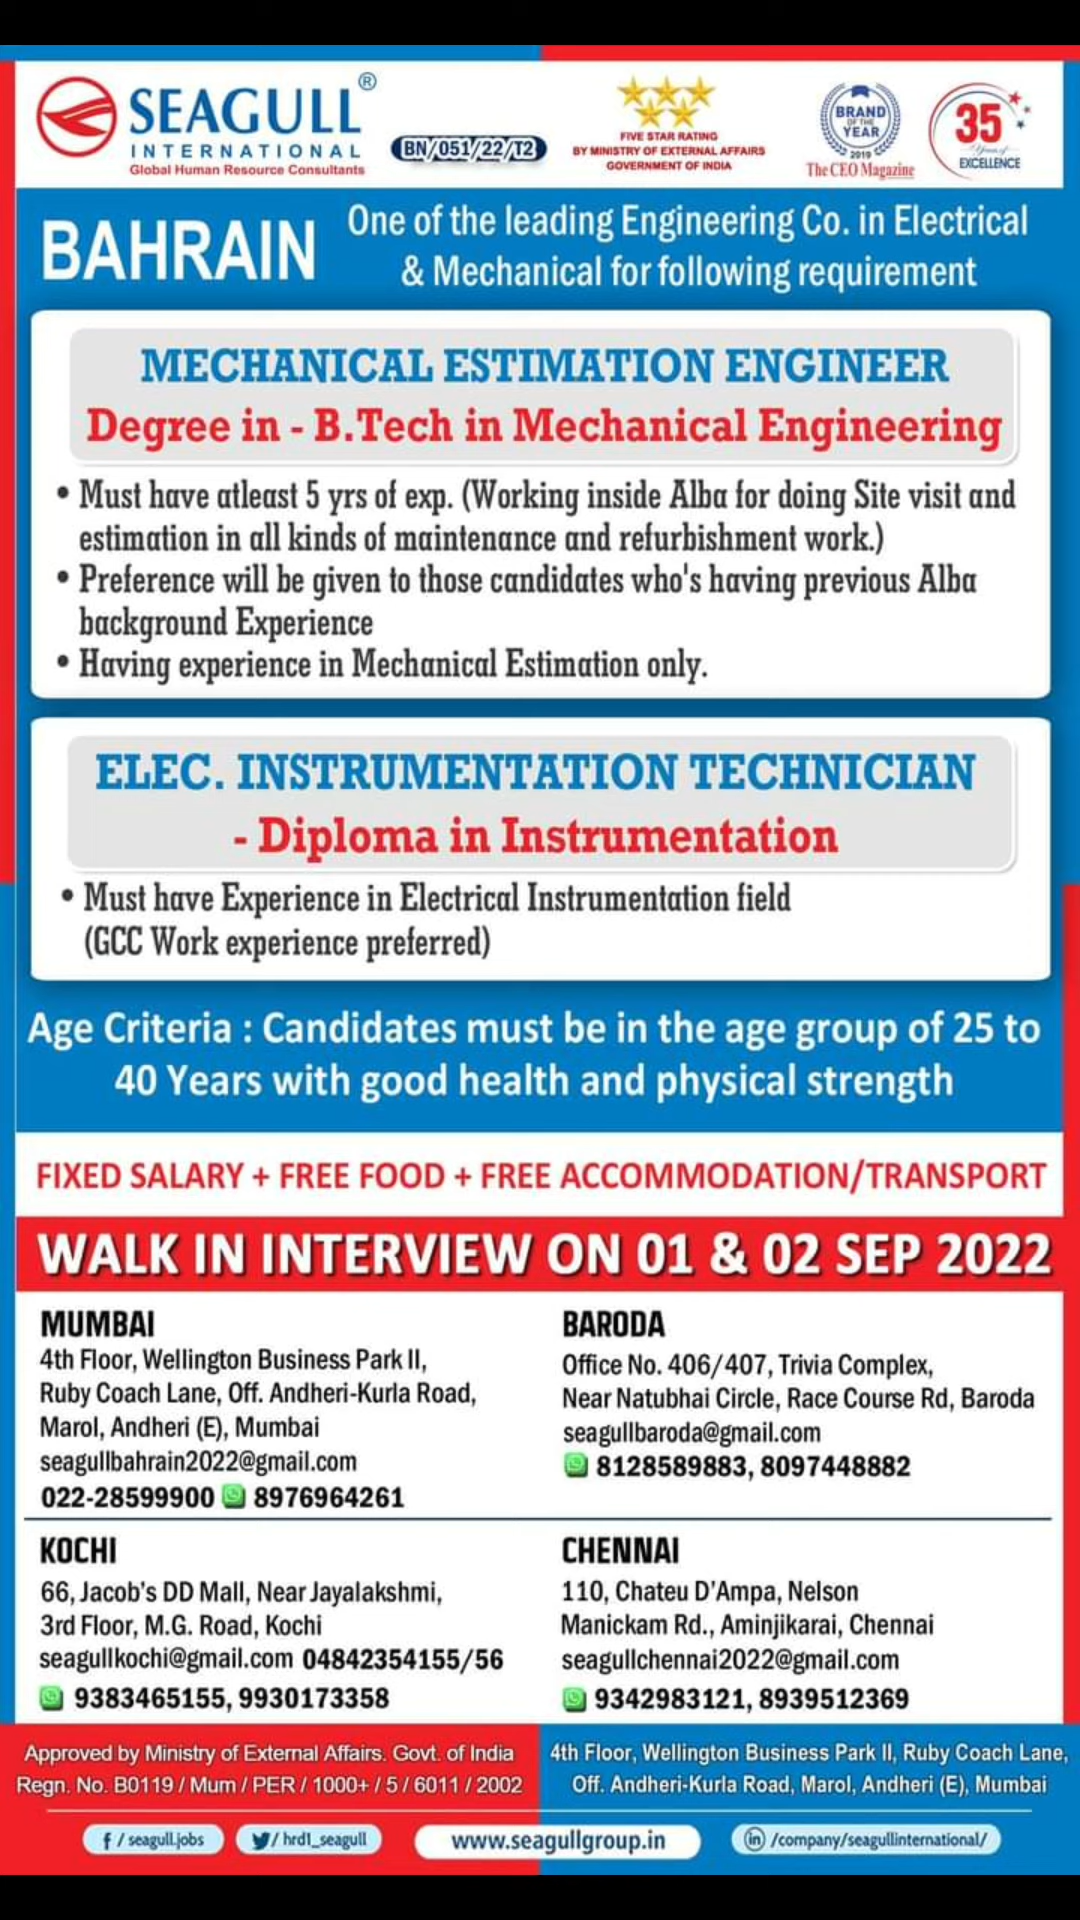 SEAGULL®
INTERNATIONAL
Global Human Resource Consultants
BN/051/22/T2
FIVE STAR RATING
BY MINISTRY OF EXTERNAL AFFAIRS
GOVERNMENT OF INDIA
BRAND
OF THE
YEAR
2019
The CEO Magazine
35
Years of
EXCELLENCE
BAHRAIN
One of the leading Engineering Co. in Electrical
& Mechanical for following requirement
MECHANICAL ESTIMATION ENGINEER
Degree in - B.Tech in Mechanical Engineering
• Must have atleast 5 yrs of exp. (Working inside Alba for doing Site visit and
estimation in all kinds of maintenance and refurbishment work.)
• Preference will be given to those candidates who's having previous Alba
background Experience
• Having experience in Mechanical Estimation only.
ELEC. INSTRUMENTATION TECHNICIAN
- Diploma in Instrumentation
• Must have Experience in Electrical Instrumentation field
(GCC Work experience preferred)
Age Criteria : Candidates must be in the age group of 25 to
40 Years with good health and physical strength
FIXED SALARY + FREE FOOD + FREE ACCOMMODATION/TRANSPORT
WALK IN INTERVIEW ON 01 & 02 SEP 2022
MUMBAI
4th Floor, Wellington Business Park II,
Ruby Coach Lane, Off. Andheri-Kurla Road,
Marol, Andheri (E), Mumbai
seagullbahrain2022@gmail.com
022-28599900 8976964261
BARODA
Office No. 406/407, Trivia Complex,
Near Natubhai Circle, Race Course Rd, Baroda
seagullbaroda@gmail.com
8128589883, 8097448882
KOCHI
66, Jacob's DD Mall, Near Jayalakshmi,
3rd Floor, M.G. Road, Kochi
seagullkochi@gmail.com 04842354155/56
9383465155, 9930173358
CHENNAI
110, Chateu D'Ampa, Nelson
Manickam Rd., Aminjikarai, Chennai
seagullchennai2022@gmail.com
9342983121, 8939512369
Approved by Ministry of External Affairs. Govt. of India
Regn. No. B0119 / Mum / PER / 1000+ / 5 / 6011 / 2002
4th Floor, Wellington Business Park II, Ruby Coach Lane,
Off. Andheri-Kurla Road, Marol, Andheri (E), Mumbai
f / seagull.jobs
/ hrd1_seagull
www.seagullgroup.in
in /company/seagullinternational/